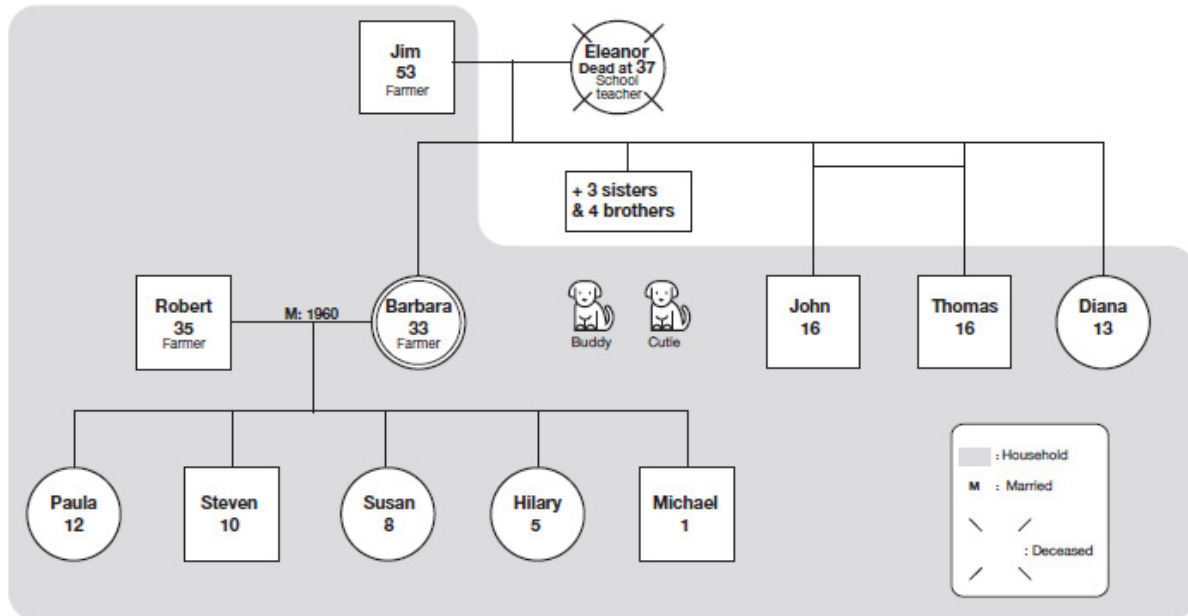 Jim
53
Farmer
Eleanor
Dead at 37
School
teacher
+ 3 sisters
& 4 brothers
Robert
35
Farmer
M: 1960
Barbara
33
Farmer
Buddy
Cutie
John
16
Thomas
16
Diana
13
Paula
12
Steven
10
Susan
8
Hilary
5
Michael
1
: Household
M : Married
: Deceased